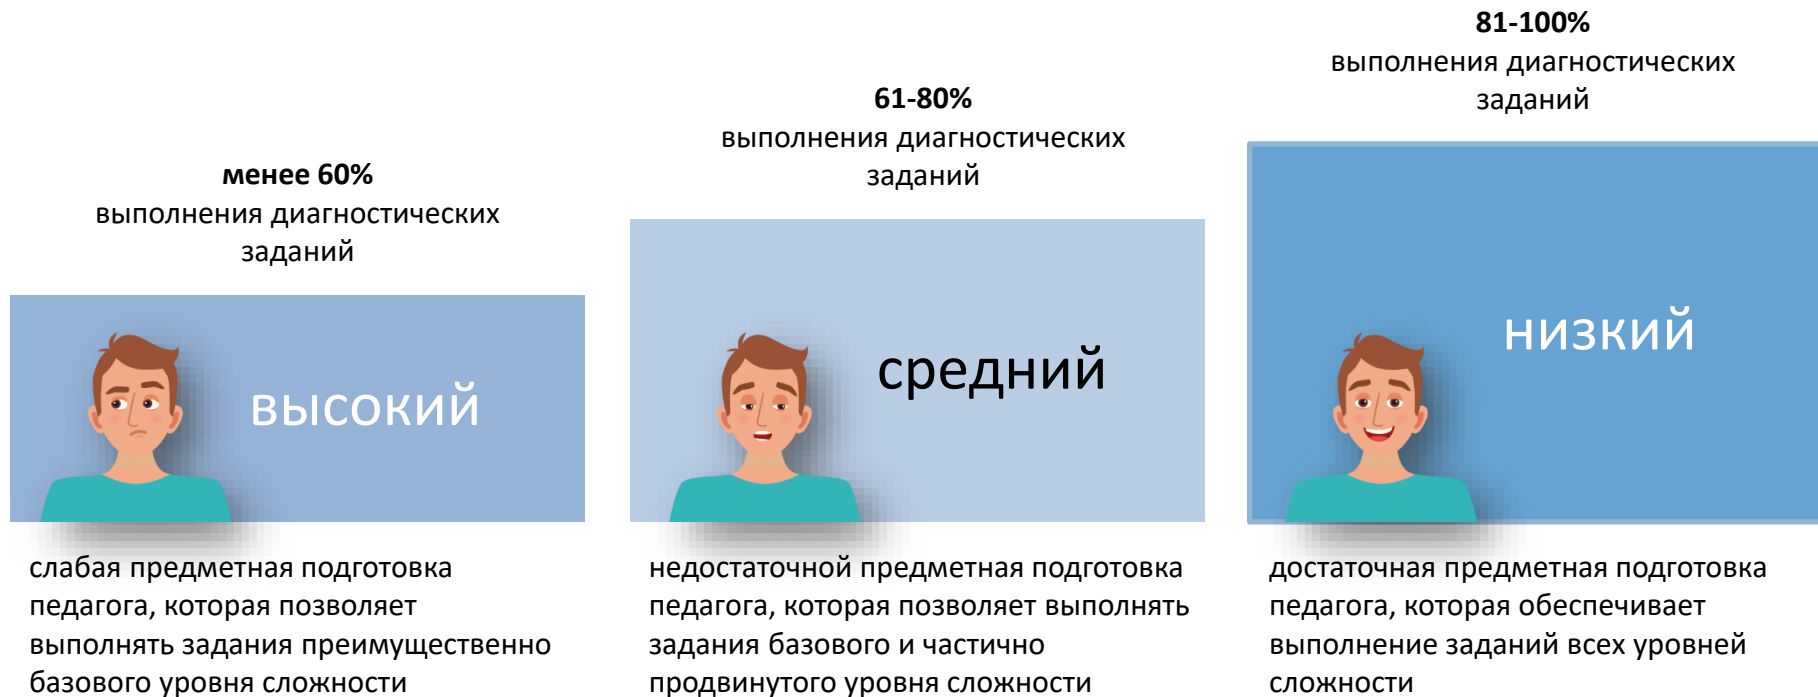 менее 60%
выполнения диагностических
заданий
высокий
слабая предметная подготовка
педагога, которая позволяет
выполнять задания преимущественно
базового уровня сложности
61-80%
выполнения диагностических
заданий
средний
недостаточной предметная подготовка
педагога, которая позволяет выполнять
задания базового и частично
продвинутого уровня сложности
81-100%
выполнения диагностических
заданий
низкий
достаточная предметная подготовка
педагога, которая обеспечивает
выполнение заданий всех уровней
сложности